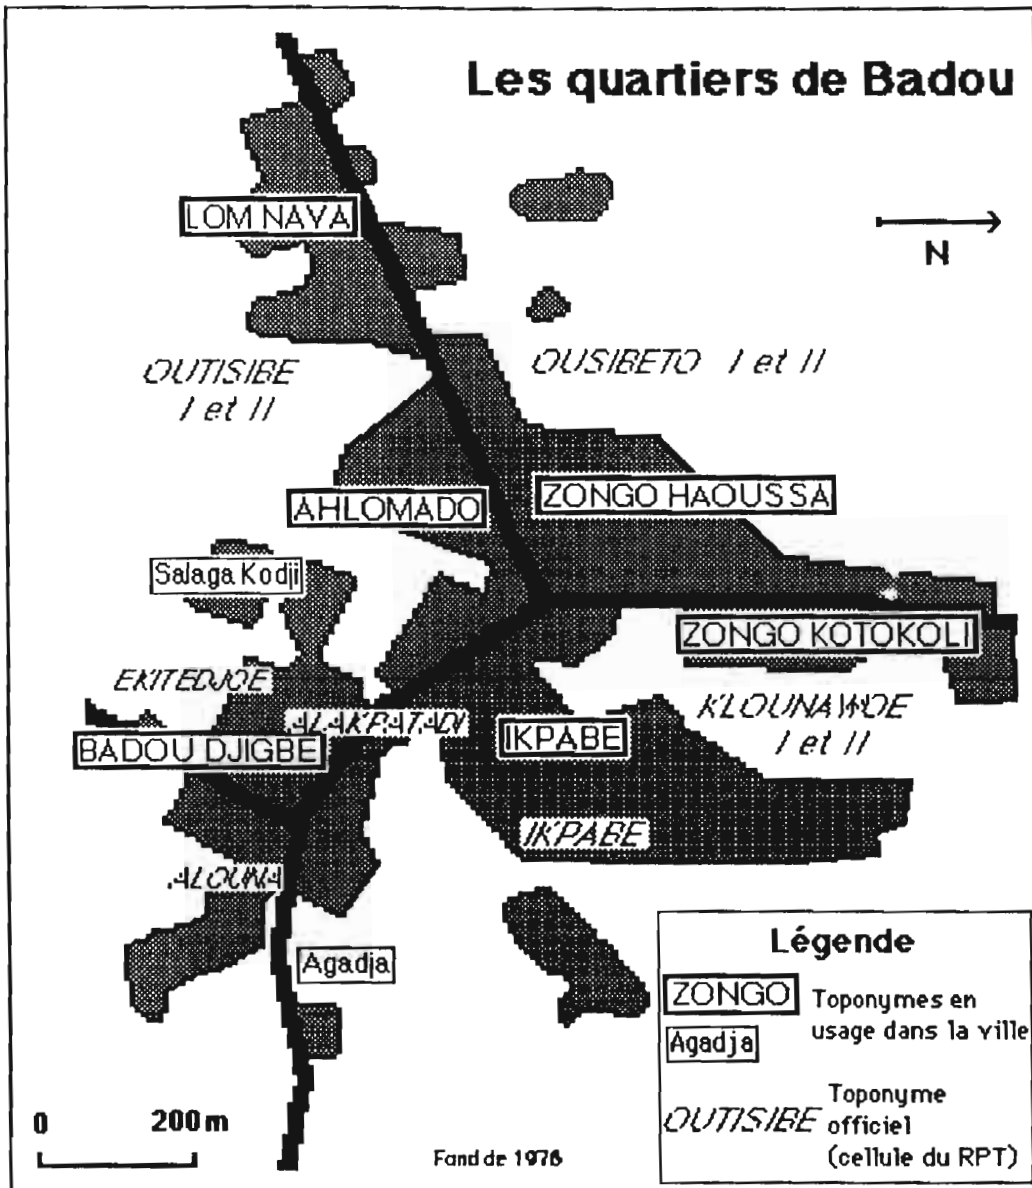 Les quartiers de Badou
LOM NAVA
N
OUTISIBE
I et II
OUSIBETO I et II
AHLOMADO
ZONGO HAOUSSA
Salaga Kodji
ZONGO KOTOKOLI
EKITEDJOE
ALAKPATADI
KLOUNAWOE
I et II
BADOU DJIGBE
IKPABE
IKPABE
ALOUNA
Agadja
Légende
ZONGO
Toponymes en
usage dans la ville
Agadja
OUTISIBE
Toponyme
officiel
(cellule du RPT)
0 200 m
Fond de 1976